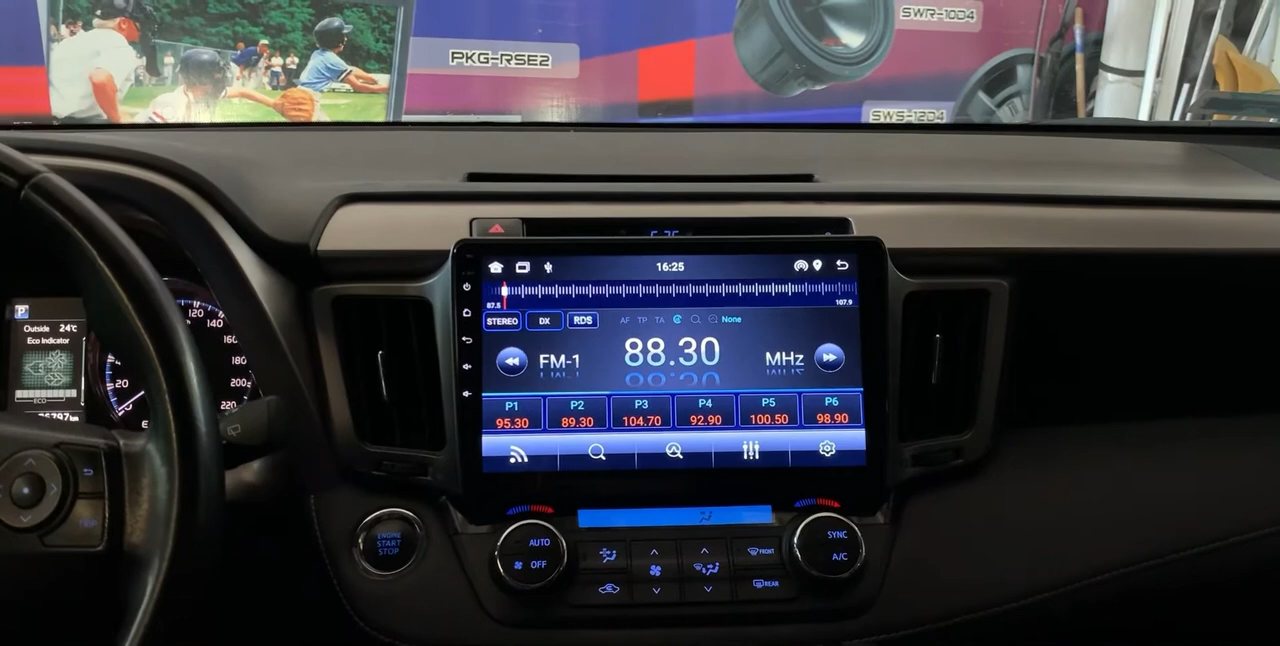 PKG-RSE2
SWR-10D4
SWS-12D4
16:25
87.5
107.9
STEREO
DX
RDS
AF TP TA
None
FM-1
88.30
MHz
P1
95.30
P2
89.30
P3
104.70
P4
92.90
P5
100.50
P6
98.90
P
Outside 24°C
Eco Indicator
ECO
20
120
140
160
180
200
220
TRIP
ENGINE
START
STOP
AUTO
OFF
FRONT
REAR
SYNC
A/C